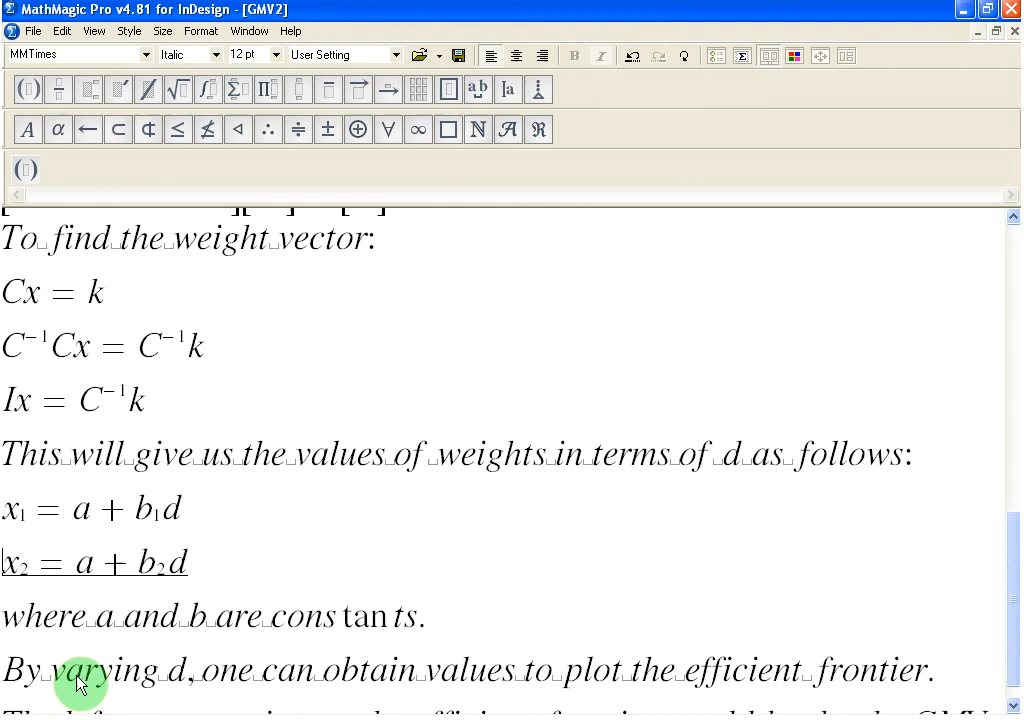 MathMagic Pro v4.81 for InDesign - [GMV2]
File Edit View Style Size Format Window Help
MMTimes Italic 12 pt User Setting
To find the weight vector:
Cx = k
C⁻¹Cx = C⁻¹k
Ix = C⁻¹k
This will give us the values of weights in terms of d as follows:
x₁ = a + b₁d
x₂ = a + b₂d
where a and b are constants.
By varying d, one can obtain values to plot the efficient frontier.